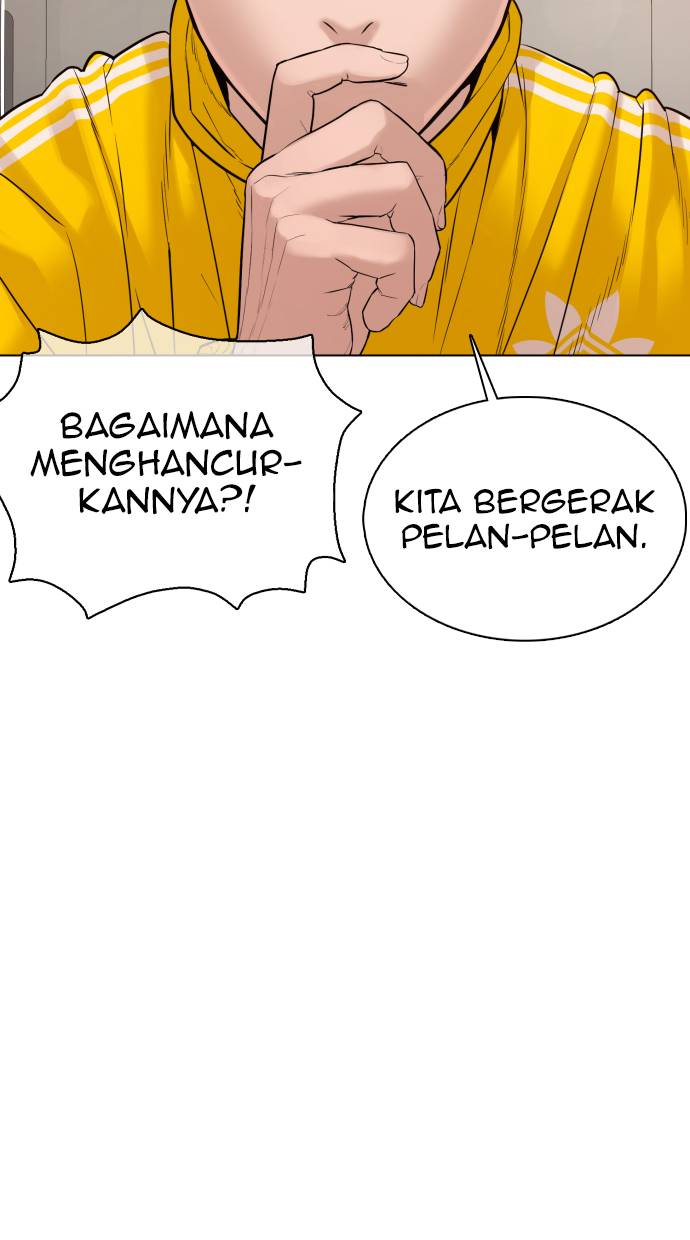 BAGAIMANA
MENGHANCUR-
KANNYA?!
KITA BERGERAK
PELAN-PELAN.